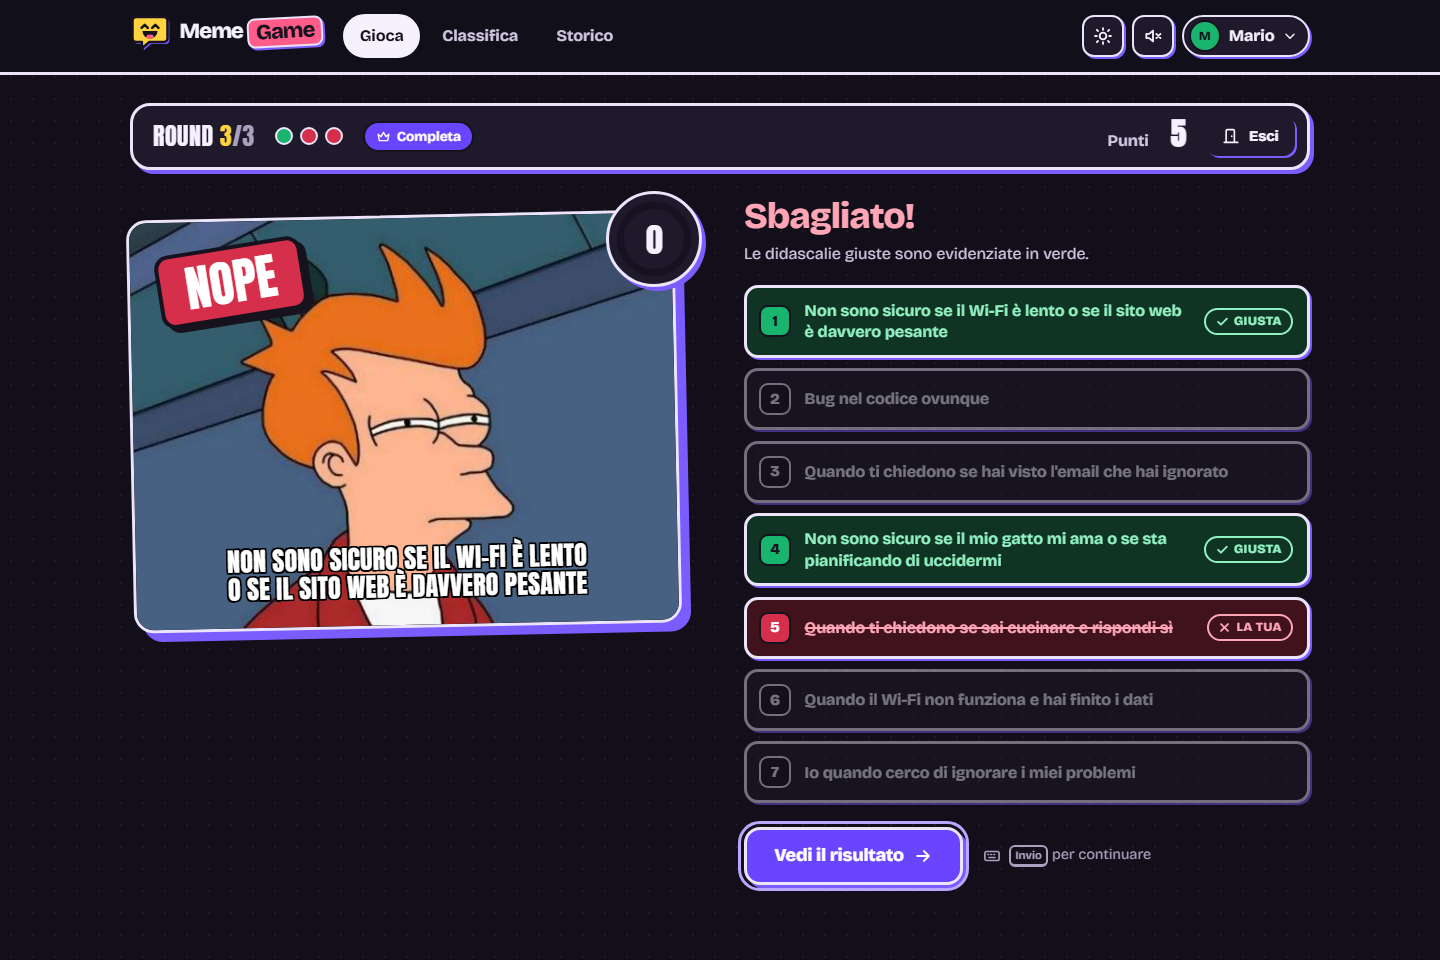 Meme Game
Gioca
Classifica
Storico
M
Mario
ROUND 3/3
Completa
Punti
5
Esci
NOPE
0
NON SONO SICURO SE IL WI-FI È LENTO
O SE IL SITO WEB È DAVVERO PESANTE
Sbagliato!
Le didascalie giuste sono evidenziate in verde.
1
Non sono sicuro se il Wi-Fi è lento o se il sito web
è davvero pesante
GIUSTA
2
Bug nel codice ovunque
3
Quando ti chiedono se hai visto l'email che hai ignorato
4
Non sono sicuro se il mio gatto mi ama o se sta
pianificando di uccidermi
GIUSTA
5
Quando ti chiedono se sai cucinare e rispondi sì
LA TUA
6
Quando il Wi-Fi non funziona e hai finito i dati
7
Io quando cerco di ignorare i miei problemi
Vedi il risultato
Invio per continuare